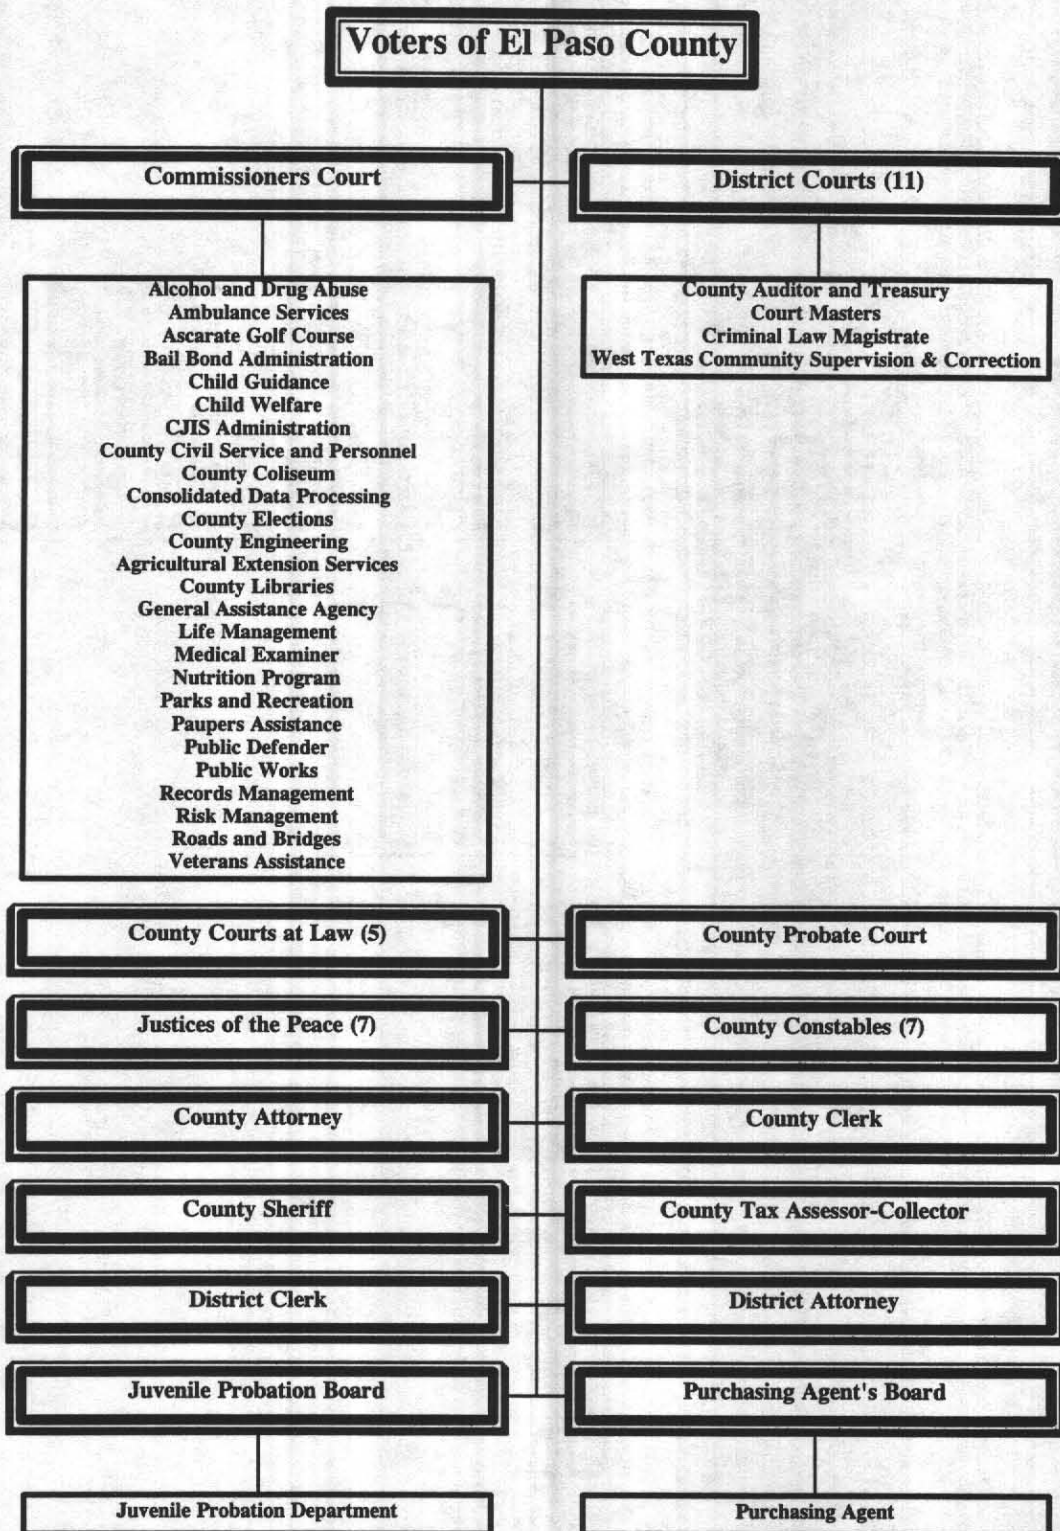 Voters of El Paso County
Commissioners Court
District Courts (11)
Alcohol and Drug Abuse
Ambulance Services
Ascarate Golf Course
Bail Bond Administration
Child Guidance
Child Welfare
CJIS Administration
County Civil Service and Personnel
County Coliseum
Consolidated Data Processing
County Elections
County Engineering
Agricultural Extension Services
County Libraries
General Assistance Agency
Life Management
Medical Examiner
Nutrition Program
Parks and Recreation
Paupers Assistance
Public Defender
Public Works
Records Management
Risk Management
Roads and Bridges
Veterans Assistance
County Auditor and Treasury
Court Masters
Criminal Law Magistrate
West Texas Community Supervision & Correction
County Courts at Law (5)
County Probate Court
Justices of the Peace (7)
County Constables (7)
County Attorney
County Clerk
County Sheriff
County Tax Assessor-Collector
District Clerk
District Attorney
Juvenile Probation Board
Purchasing Agent's Board
Juvenile Probation Department
Purchasing Agent